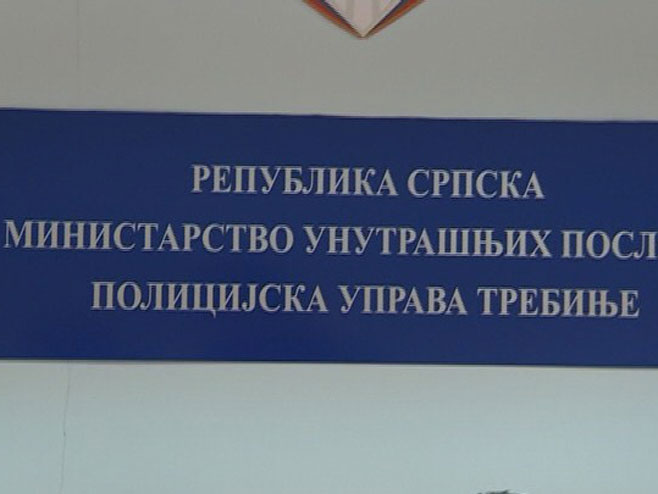 РЕПУБЛИКА СРПСКА
МИНИСТАРСТВО УНУТРАШЊИХ ПОСЛ
ПОЛИЦИЈСКА УПРАВА ТРЕБИЊЕ